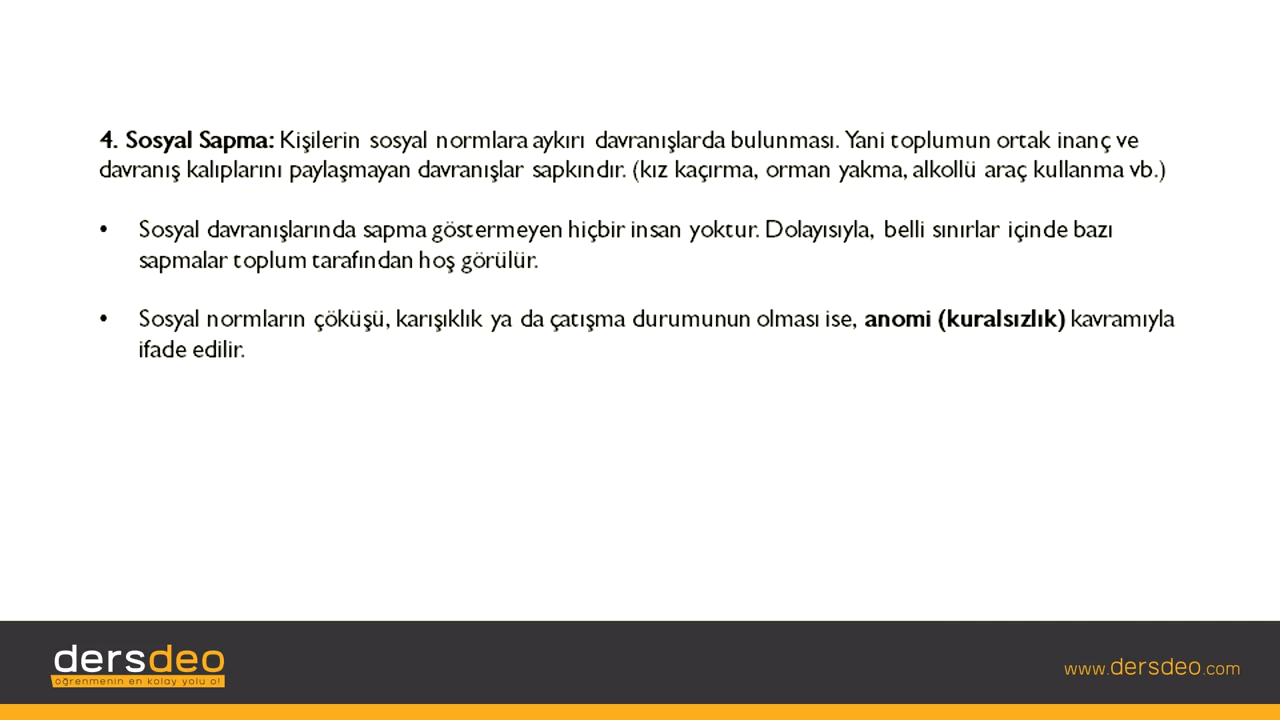 4. Sosyal Sapma: Kişilerin sosyal normlara aykırı davranışlarda bulunması. Yani toplumun ortak inanç ve
davranış kalıplarını paylaşmayan davranışlar sapkındır. (kız kaçırma, orman yakma, alkollü araç kullanma vb.)
• Sosyal davranışlarında sapma göstermeyen hiçbir insan yoktur. Dolayısıyla, belli sınırlar içinde bazı
sapmalar toplum tarafından hoş görülür.
• Sosyal normların çöküşü, karışıklık ya da çatışma durumunun olması ise, anomi (kuralsızlık) kavramıyla
ifade edilir.
dersdeo
öğrenmenin en kolay yolu o!
www.dersdeo.com